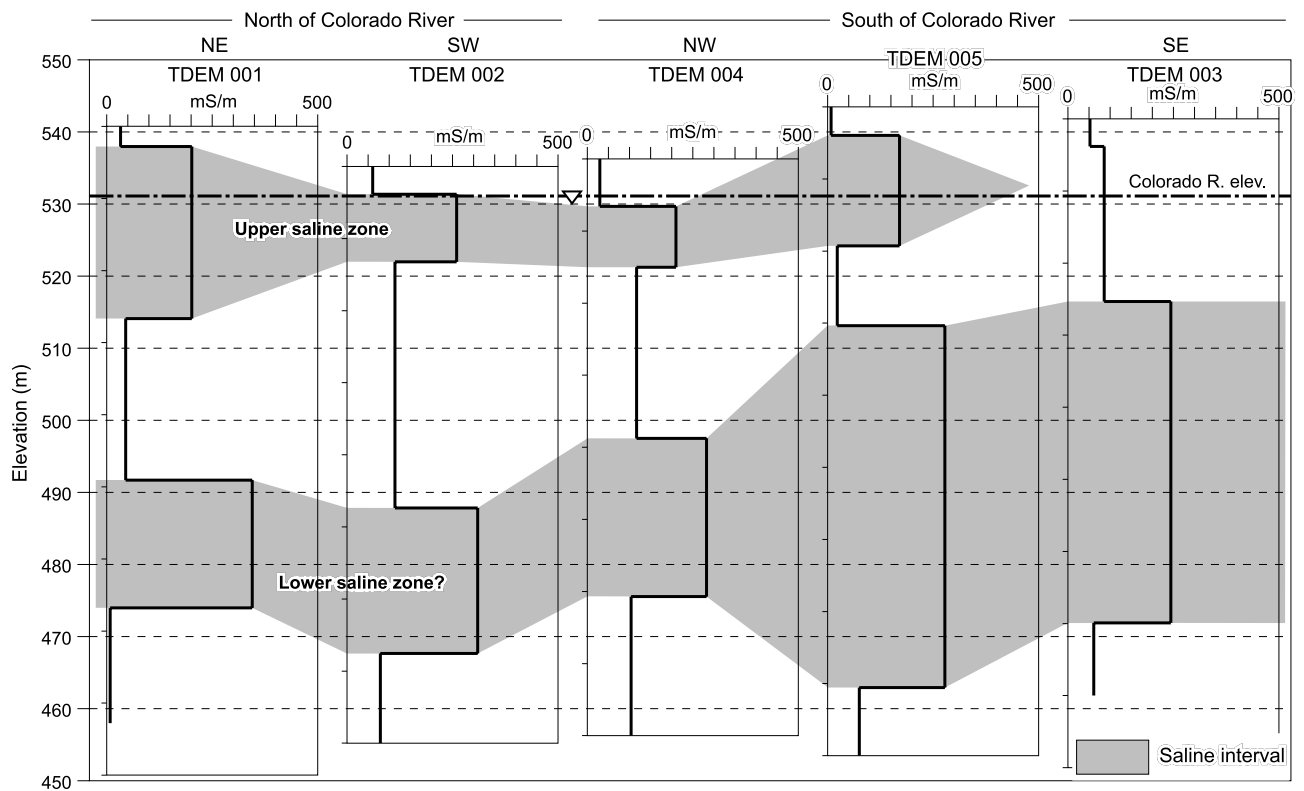 North of Colorado River South of Colorado River
NE SW NW SE
TDEM 001 TDEM 002 TDEM 004 TDEM 005 TDEM 003
0 mS/m 500
0 mS/m 500
0 mS/m 500
0 mS/m 500
0 mS/m 500
Elevation (m)
550
540
530
520
510
500
490
480
470
460
450
Colorado R. elev.
Upper saline zone
Lower saline zone?
Saline interval